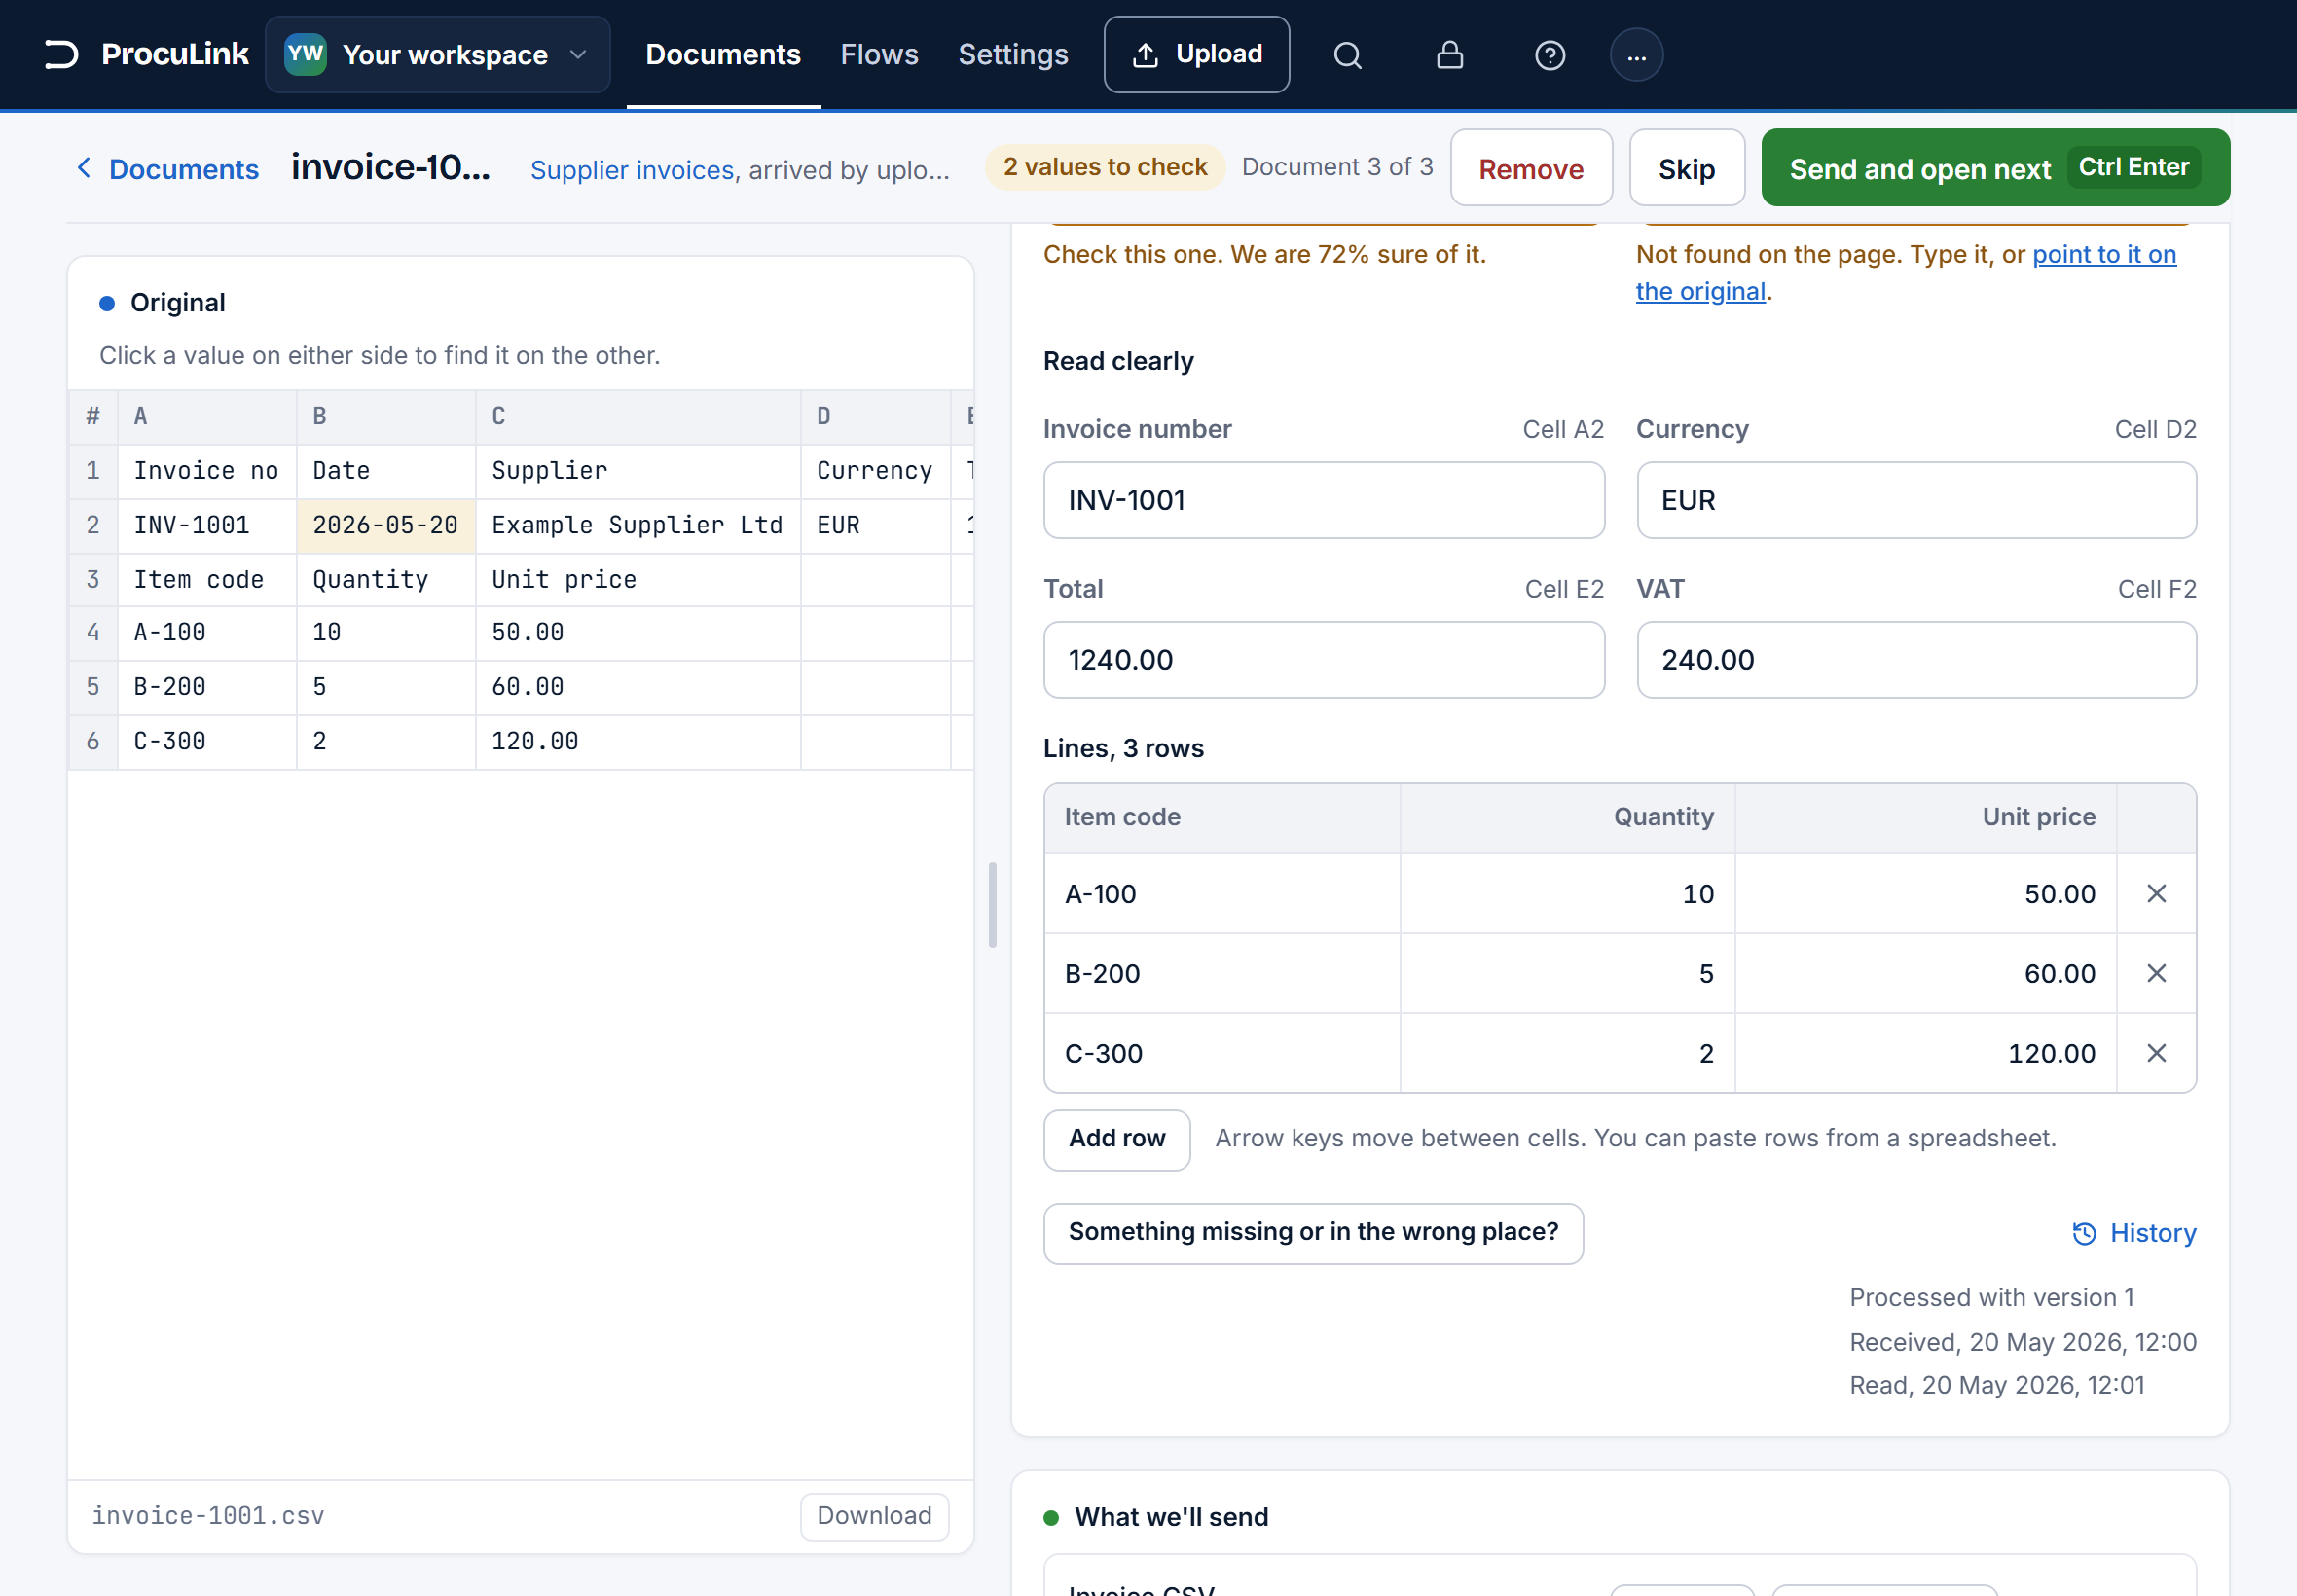 ProcuLink
YW Your workspace
Documents
Flows
Settings
Upload
...
Documents
invoice-10...
Supplier invoices, arrived by uplo...
2 values to check
Document 3 of 3
Remove
Skip
Send and open next Ctrl Enter
Original
Click a value on either side to find it on the other.
# A B C D
1 Invoice no Date Supplier Currency
2 INV-1001 2026-05-20 Example Supplier Ltd EUR
3 Item code Quantity Unit price
4 A-100 10 50.00
5 B-200 5 60.00
6 C-300 2 120.00
invoice-1001.csv
Download
Check this one. We are 72% sure of it.
Not found on the page. Type it, or point to it on
the original.
Read clearly
Invoice number Cell A2
INV-1001
Currency Cell D2
EUR
Total Cell E2
1240.00
VAT Cell F2
240.00
Lines, 3 rows
Item code Quantity Unit price
A-100 10 50.00
B-200 5 60.00
C-300 2 120.00
Add row
Arrow keys move between cells. You can paste rows from a spreadsheet.
Something missing or in the wrong place?
History
Processed with version 1
Received, 20 May 2026, 12:00
Read, 20 May 2026, 12:01
What we'll send